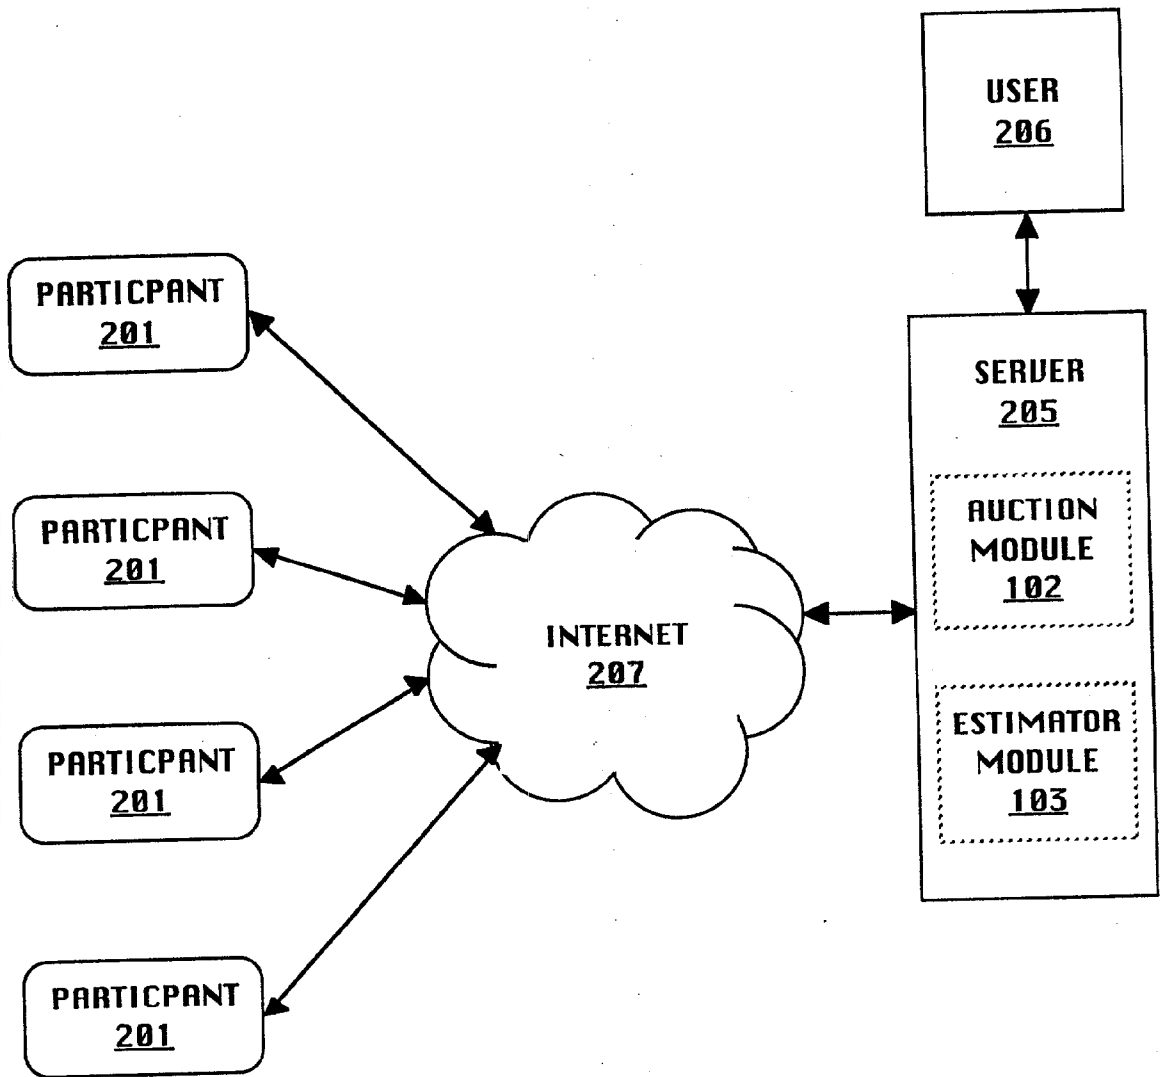 USER
206
PARTICPANT
201
SERVER
205
AUCTION
MODULE
102
PARTICPANT
201
INTERNET
207
ESTIMATOR
MODULE
103
PARTICPANT
201
PARTICPANT
201